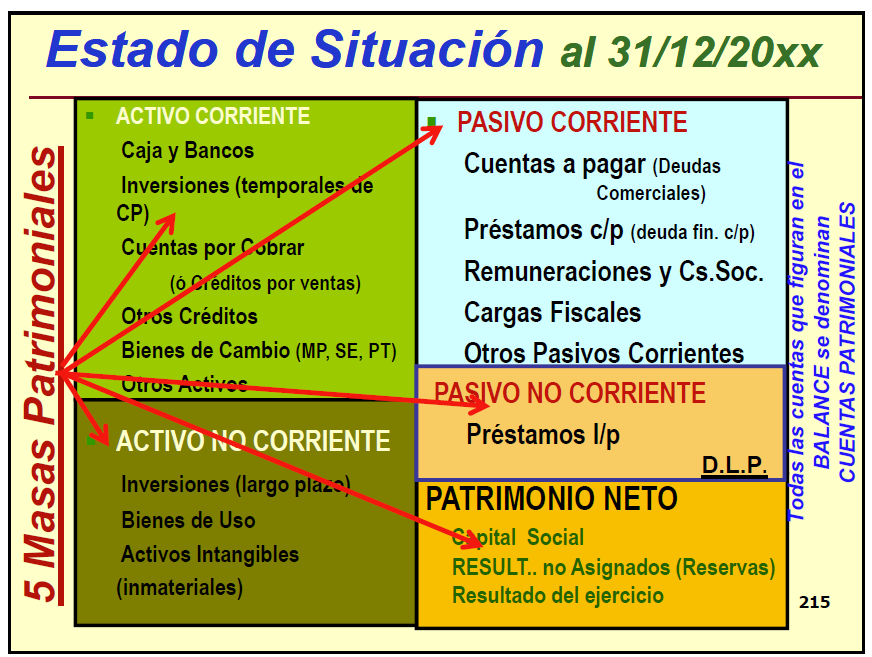 Estado de Situación al 31/12/20xx
5 Masas Patrimoniales
ACTIVO CORRIENTE
Caja y Bancos
Inversiones (temporales de
CP)
Cuentas por Cobrar
(ó Créditos por ventas)
Otros Créditos
Bienes de Cambio (MP, SE, PT)
Otros Activos
ACTIVO NO CORRIENTE
Inversiones (largo plazo)
Bienes de Uso
Activos Intangibles
(inmateriales)
PASIVO CORRIENTE
Cuentas a pagar (Deudas
Comerciales)
Préstamos c/p (deuda fin. c/p)
Remuneraciones y Cs.Soc.
Cargas Fiscales
Otros Pasivos Corrientes
PASIVO NO CORRIENTE
Préstamos l/p
D.L.P.
PATRIMONIO NETO
Capital Social
RESULT.. no Asignados (Reservas)
Resultado del ejercicio
Todas las cuentas que figuran en el
BALANCE se denominan
CUENTAS PATRIMONIALES
215